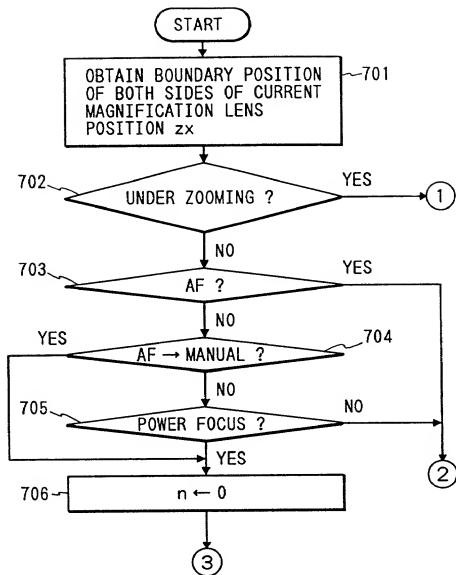 START
OBTAIN BOUNDARY POSITION
OF BOTH SIDES OF CURRENT
MAGNIFICATION LENS
POSITION zx
701
702
UNDER ZOOMING ?
YES
1
NO
703
AF ?
YES
NO
YES
704
AF → MANUAL ?
NO
705
POWER FOCUS ?
NO
YES
2
706
n ← 0
3